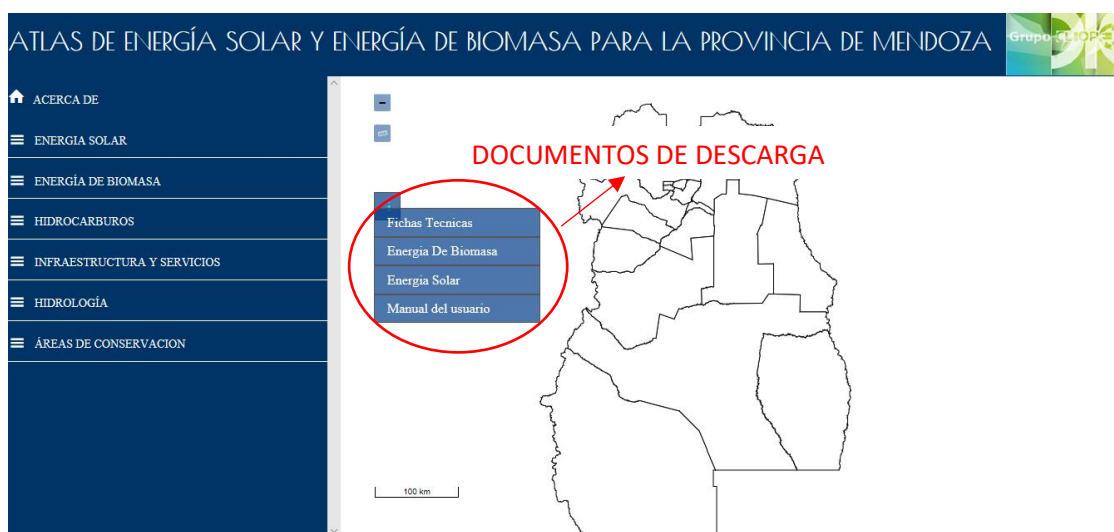 ATLAS DE ENERGÍA SOLAR Y ENERGÍA DE BIOMASA PARA LA PROVINCIA DE MENDOZA
Grupo CLIOPE
ACERCA DE
ENERGIA SOLAR
ENERGÍA DE BIOMASA
HIDROCARBUROS
INFRAESTRUCTURA Y SERVICIOS
HIDROLOGÍA
ÁREAS DE CONSERVACION
DOCUMENTOS DE DESCARGA
Fichas Tecnicas
Energia De Biomasa
Energia Solar
Manual del usuario
100 km